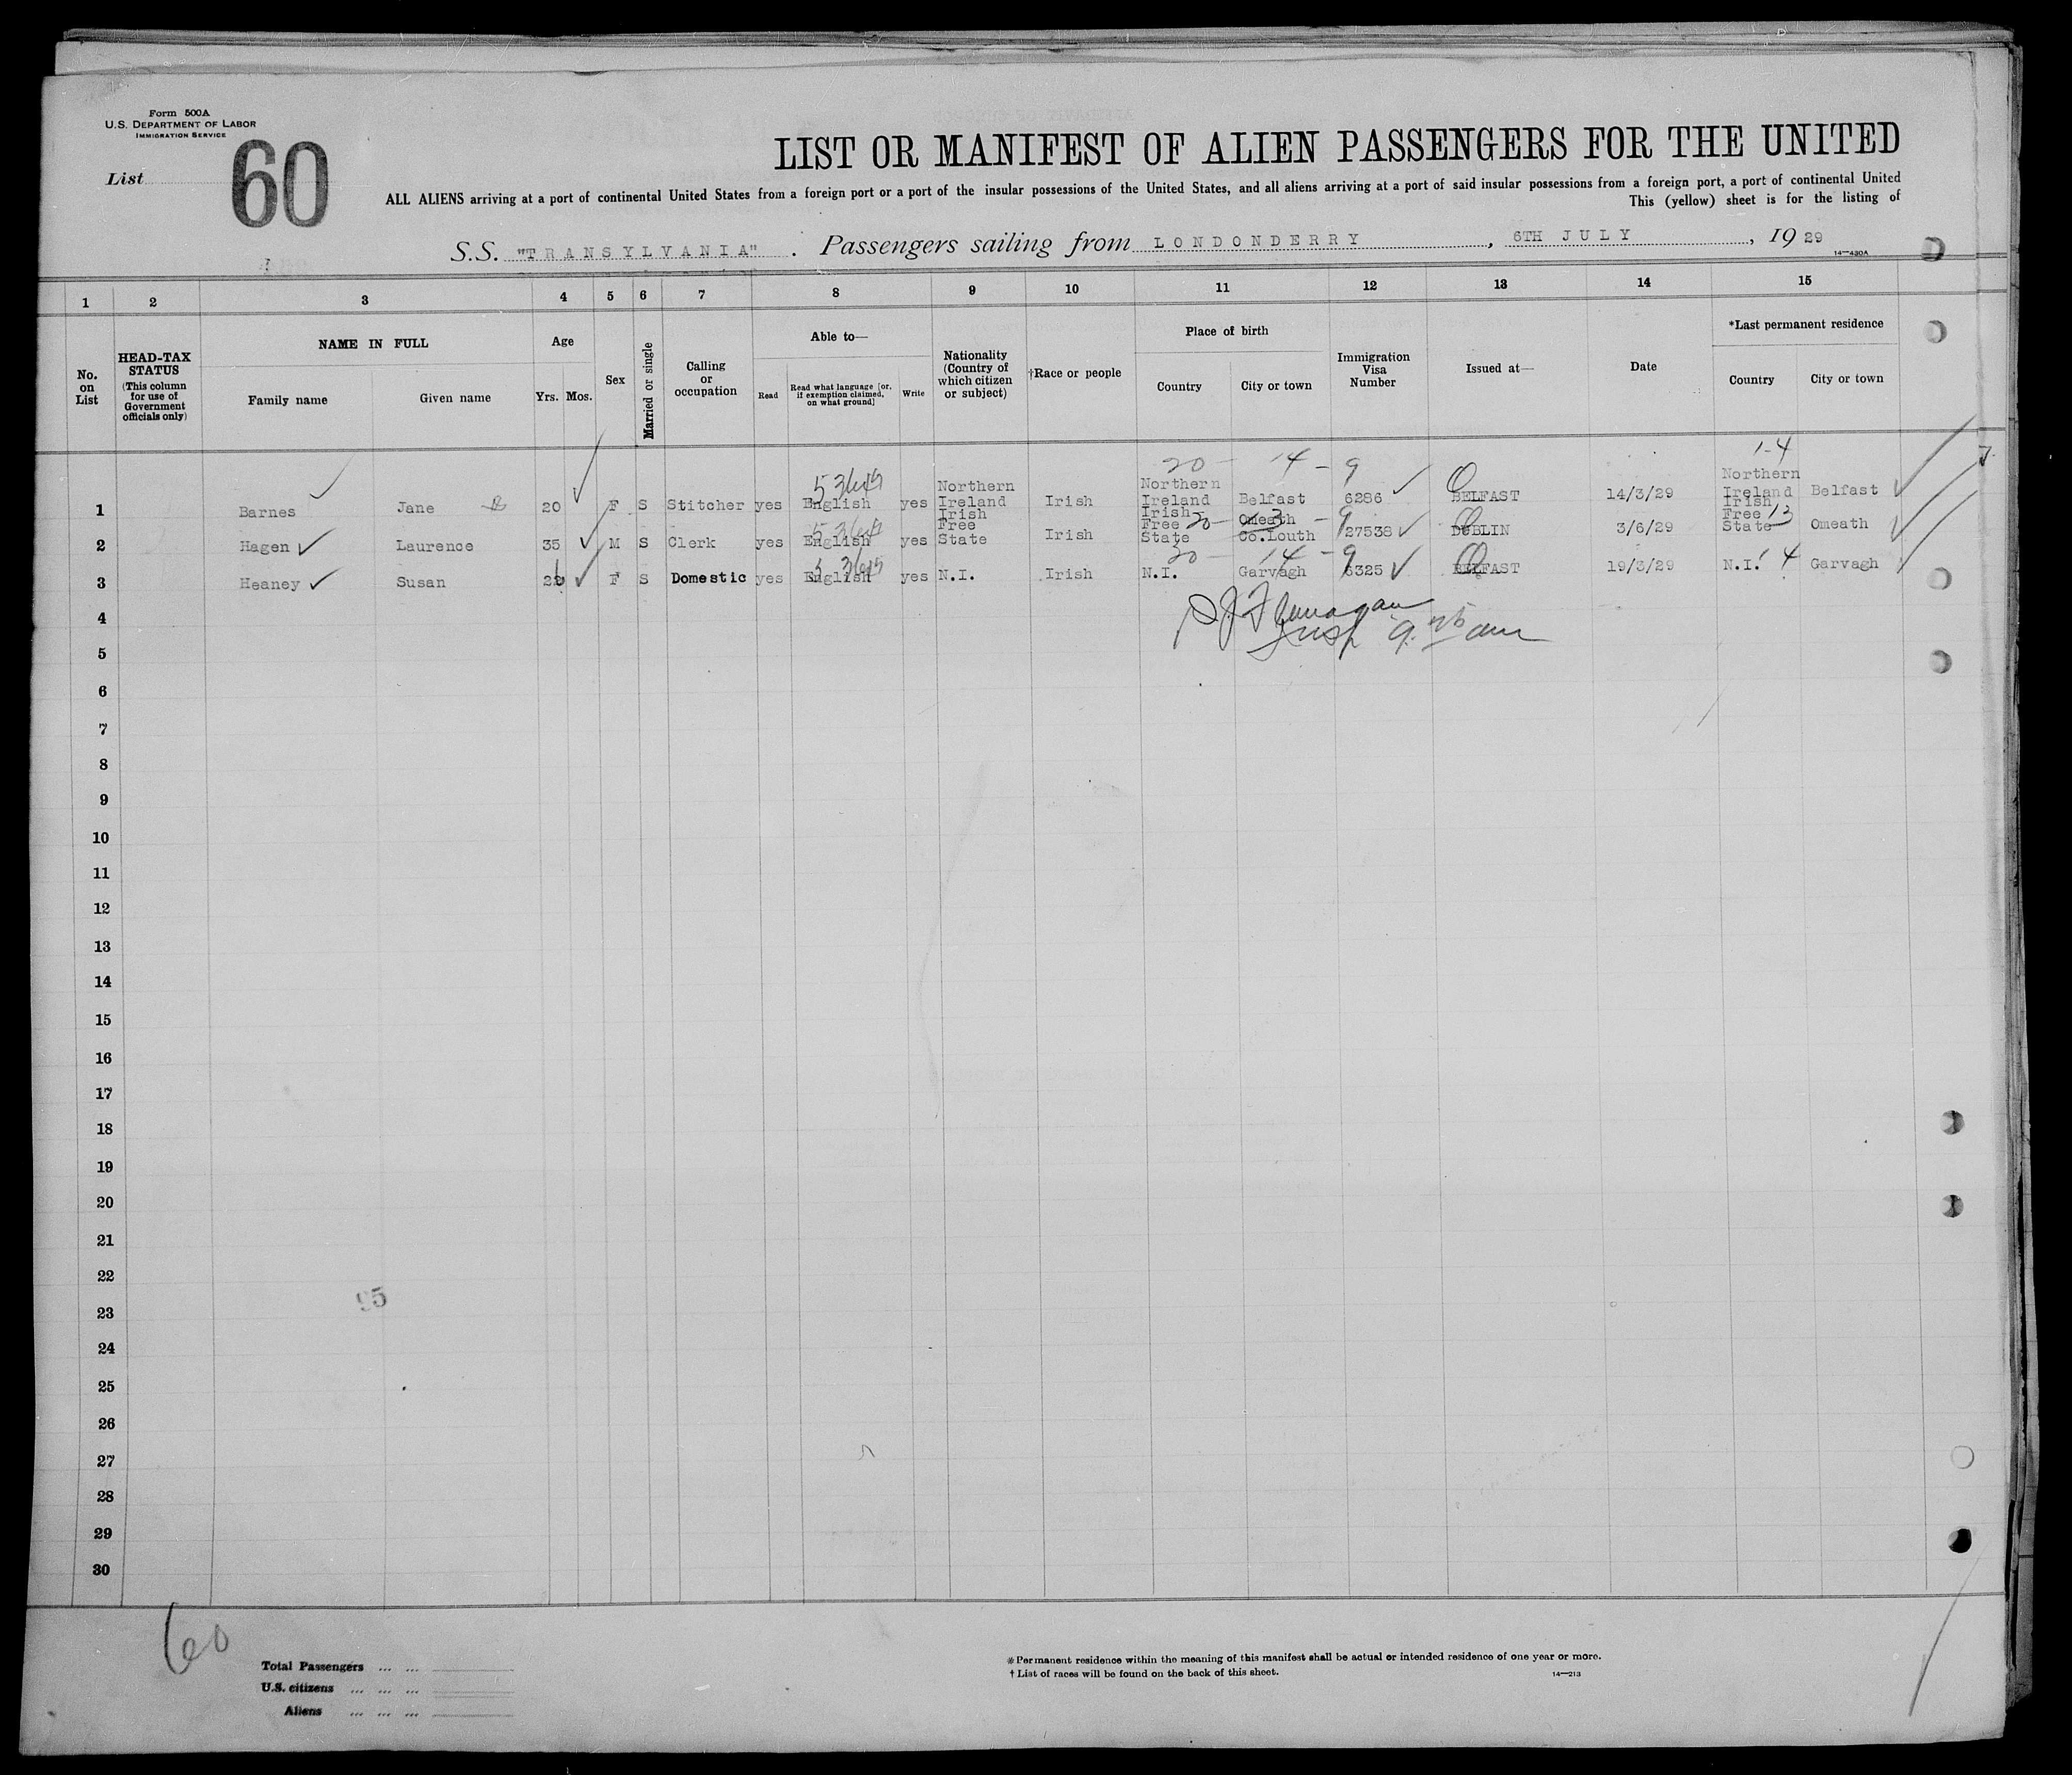 Form 500A
U.S. DEPARTMENT OF LABOR
IMMIGRATION SERVICE
List 60
LIST OR MANIFEST OF ALIEN PASSENGERS FOR THE UNITED
ALL ALIENS arriving at a port of continental United States from a foreign port or a port of the insular possessions of the United States, and all aliens arriving at a port of said insular possessions from a foreign port, a port of continental United
This (yellow) sheet is for the listing of
S.S. "TRANSYLVANIA". Passengers sailing from LONDONDERRY, 6TH JULY, 1929
14—430A
1 2 3 4 5 6 7 8 9 10 11 12 13 14 15
No. on List
HEAD-TAX STATUS (This column for use of Government officials only)
NAME IN FULL
Family name Given name
Age
Yrs. Mos.
Sex
Married or single
Calling or occupation
Able to—
Read Read what language [or, if exemption claimed, on what ground] Write
Nationality (Country of which citizen or subject)
†Race or people
Place of birth
Country City or town
Immigration Visa Number
Issued at—
Date
*Last permanent residence
Country City or town
20 - 14 - 9 1-4
1 Barnes Jane 20 F S Stitcher yes English yes Northern Ireland Irish Northern Ireland Belfast 6286 BELFAST 14/3/29 Northern Ireland Belfast
2 Hagen Laurence 35 M S Clerk yes English yes Irish Free State Irish Irish Free State Omeath Co.Louth 27538 DUBLIN 3/6/29 Irish Free State Omeath
3 Heaney Susan F S Domestic yes English yes N.I. Irish N.I. Garvagh 6325 BELFAST 19/3/29 N.I. Garvagh
4 Flanagan
5 Insp am
6
7
8
9
10
11
12
13
14
15
16
17
18
19
20
21
22
23 95
24
25
26
27
28
29
30
60
Total Passengers ... ...
U.S. citizens ... ... ...
Aliens ... ... ...
*Permanent residence within the meaning of this manifest shall be actual or intended residence of one year or more.
†List of races will be found on the back of this sheet. 14—213